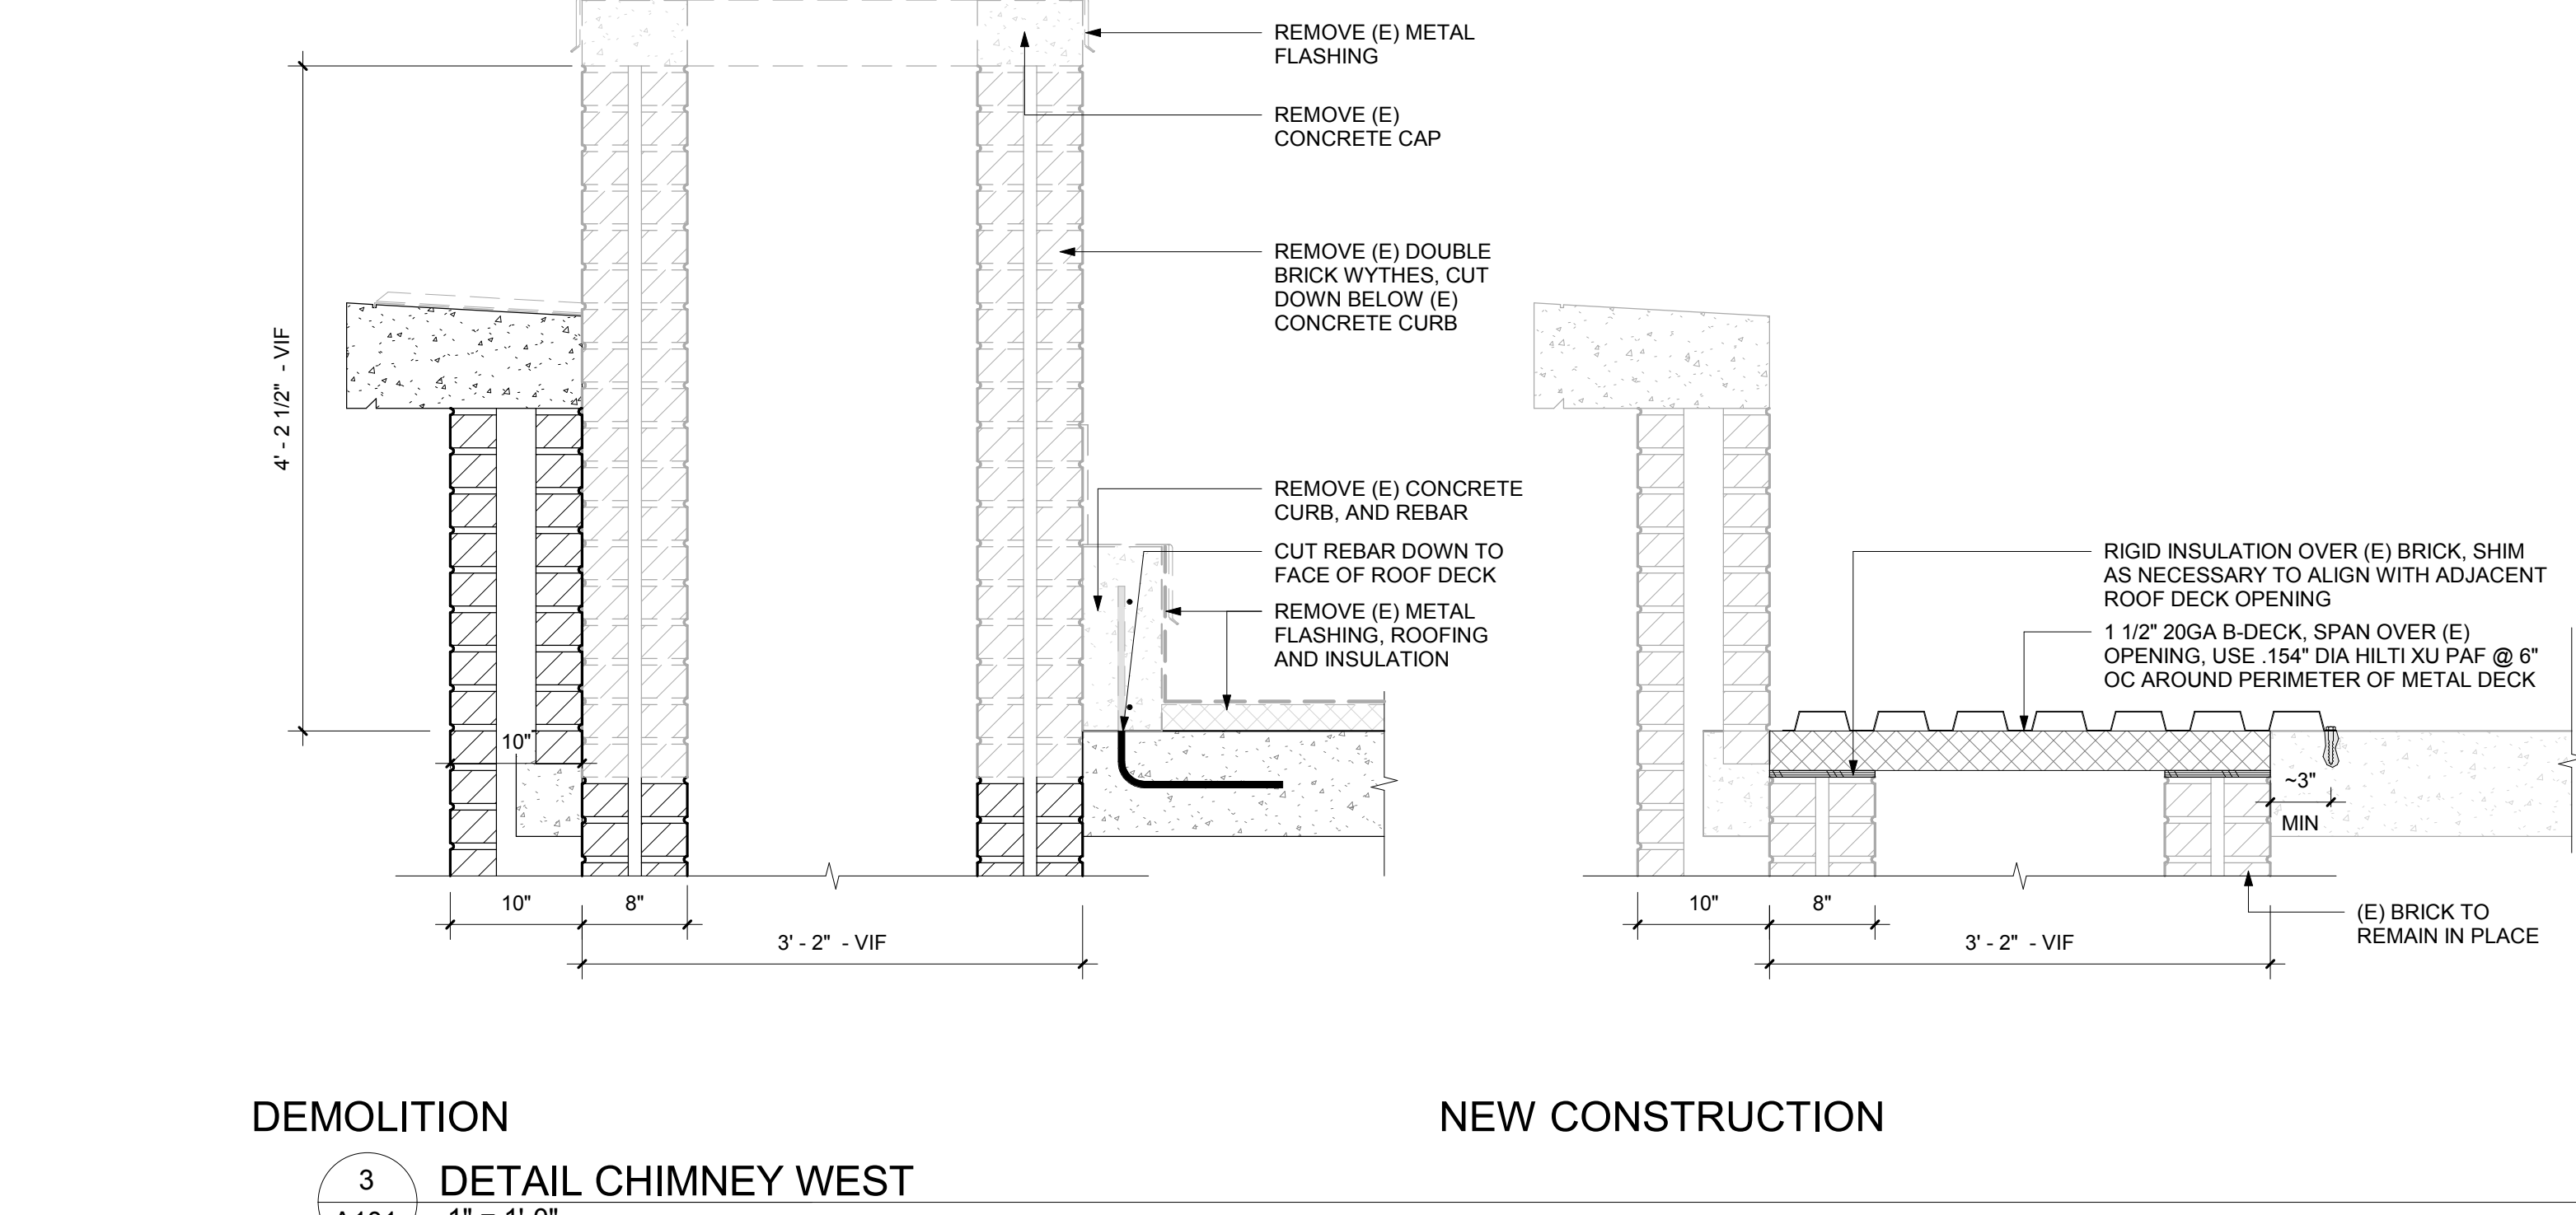 REMOVE (E) METAL
FLASHING
REMOVE (E)
CONCRETE CAP
REMOVE (E) DOUBLE
BRICK WYTHES, CUT
DOWN BELOW (E)
CONCRETE CURB
4' - 2 1/2" - VIF
REMOVE (E) CONCRETE
CURB, AND REBAR
CUT REBAR DOWN TO
FACE OF ROOF DECK
REMOVE (E) METAL
FLASHING, ROOFING
AND INSULATION
10"
10"
8"
3' - 2" - VIF
RIGID INSULATION OVER (E) BRICK, SHIM
AS NECESSARY TO ALIGN WITH ADJACENT
ROOF DECK OPENING
1 1/2" 20GA B-DECK, SPAN OVER (E)
OPENING, USE .154" DIA HILTI XU PAF @ 6"
OC AROUND PERIMETER OF METAL DECK
~3"
MIN
10"
8"
3' - 2" - VIF
(E) BRICK TO
REMAIN IN PLACE
DEMOLITION
NEW CONSTRUCTION
3
DETAIL CHIMNEY WEST
1" = 1'-0"